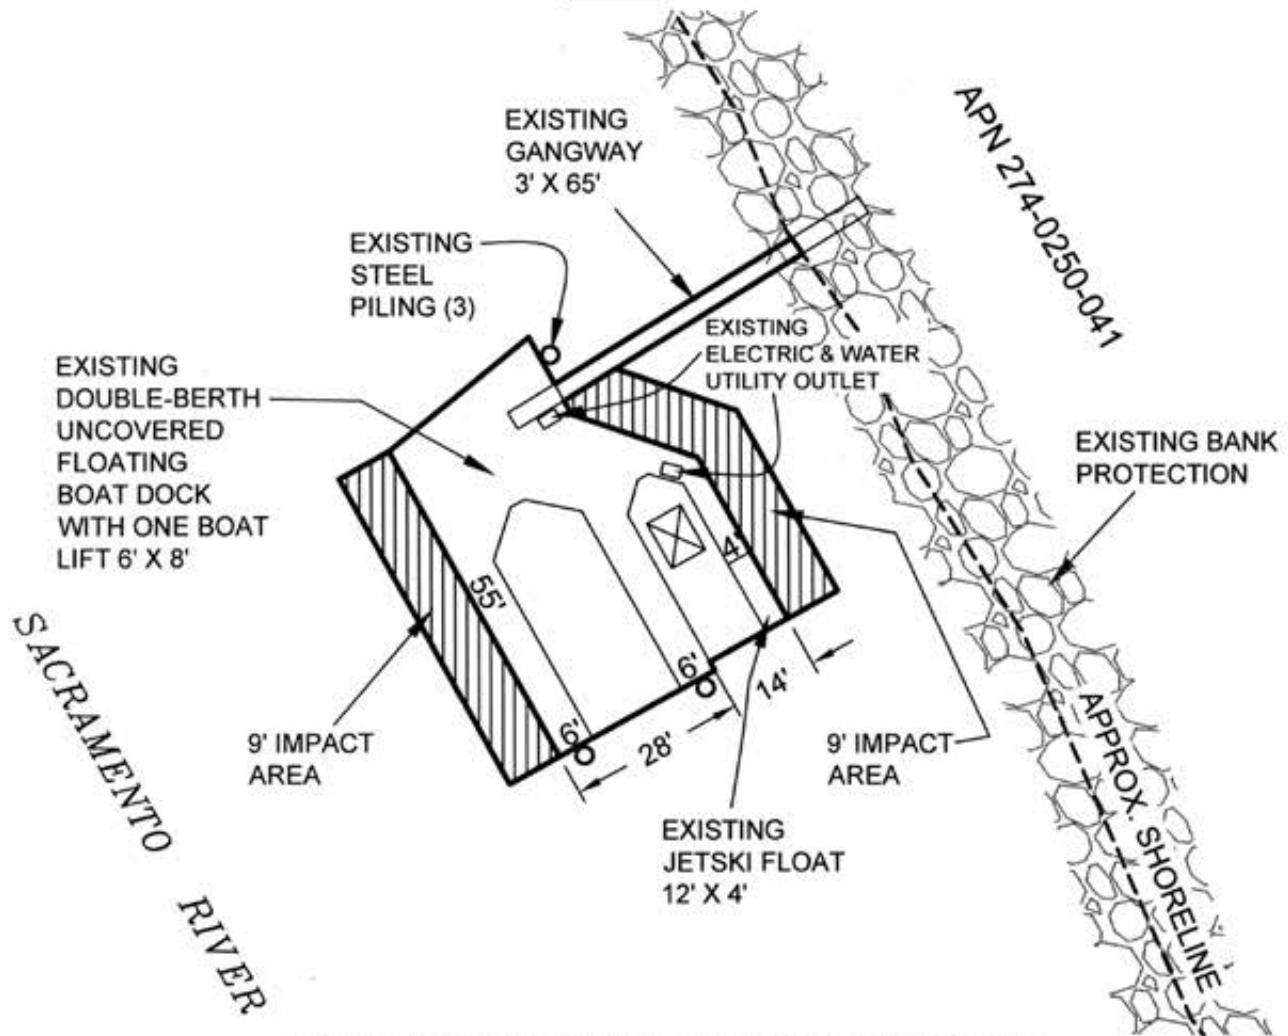 APN 274-0250-041
EXISTING
GANGWAY
3' X 65'
EXISTING
STEEL
PILING (3)
EXISTING
ELECTRIC & WATER
UTILITY OUTLET
EXISTING
DOUBLE-BERTH
UNCOVERED
FLOATING
BOAT DOCK
WITH ONE BOAT
LIFT 6' X 8'
EXISTING BANK
PROTECTION
4'
55'
6'
6'
14'
28'
SACRAMENTO RIVER
9' IMPACT
AREA
9' IMPACT
AREA
EXISTING
JETSKI FLOAT
12' X 4'
APPROX. SHORELINE